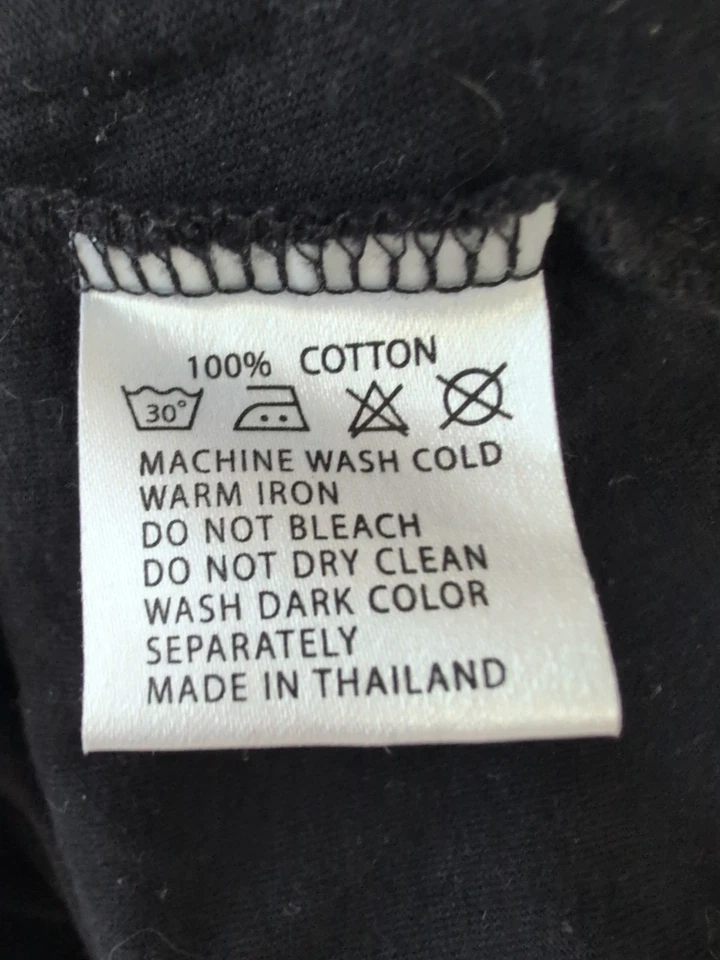 100% COTTON
30°
MACHINE WASH COLD
WARM IRON
DO NOT BLEACH
DO NOT DRY CLEAN
WASH DARK COLOR
SEPARATELY
MADE IN THAILAND